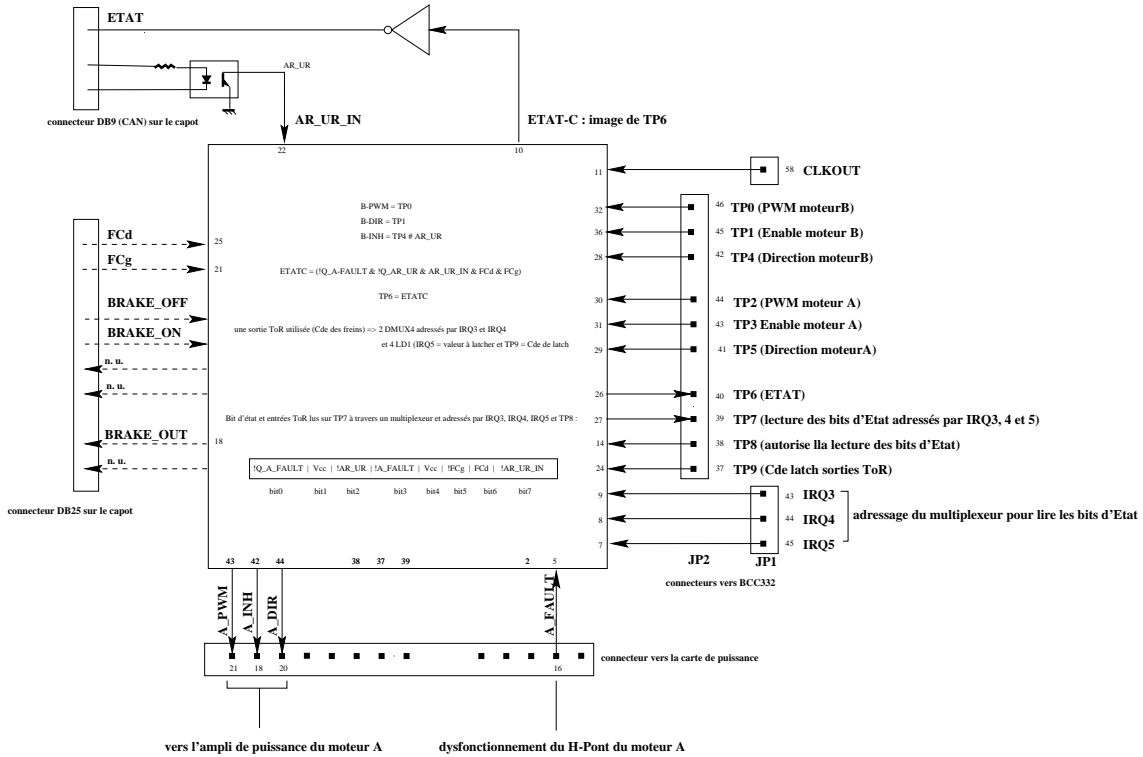 ETAT
AR_UR
connecteur DB9 (CAN) sur le capot
AR_UR_IN
ETAT-C : image de TP6
22
10
11
58 CLKOUT
B-PWM = TP0
B-DIR = TP1
B-INH = TP4 # AR_UR
32
46 TP0 (PWM moteurB)
36
45 TP1 (Enable moteur B)
28
42 TP4 (Direction moteurB)
FCd
25
FCg
21
ETATC = (!Q_A-FAULT & !Q_AR_UR & AR_UR_IN & FCd & FCg)
TP6 = ETATC
30
44 TP2 (PWM moteur A)
BRAKE_OFF
BRAKE_ON
une sortie ToR utilisée (Cde des freins) => 2 DMUX4 adressés par IRQ3 et IRQ4
et 4 LD1 (IRQ5 = valeur à latcher et TP9 = Cde de latch
31
43 TP3 Enable moteur A)
29
41 TP5 (Direction moteurA)
n. u.
n. u.
26
40 TP6 (ETAT)
Bit d'état et entrées ToR lus sur TP7 à travers un multiplexeur et adressés par IRQ3, IRQ4, IRQ5 et TP8 :
27
39 TP7 (lecture des bits d'Etat adressés par IRQ3, 4 et 5)
BRAKE_OUT
18
14
38 TP8 (autorise lla lecture des bits d'Etat)
n. u.
24
37 TP9 (Cde latch sorties ToR)
!Q_A_FAULT | Vcc | !AR_UR | !A_FAULT | Vcc | !FCg | FCd | !AR_UR_IN
bit0 bit1 bit2 bit3 bit4 bit5 bit6 bit7
connecteur DB25 sur le capot
9
43 IRQ3
8
44 IRQ4
7
45 IRQ5
adressage du multiplexeur pour lire les bits d'Etat
JP2
JP1
connecteurs vers BCC332
43 42 44 38 37 39 2 5
A_PWM
A_INH
A_DIR
A_FAULT
connecteur vers la carte de puissance
21 18 20 16
vers l'ampli de puissance du moteur A
dysfonctionnement du H-Pont du moteur A